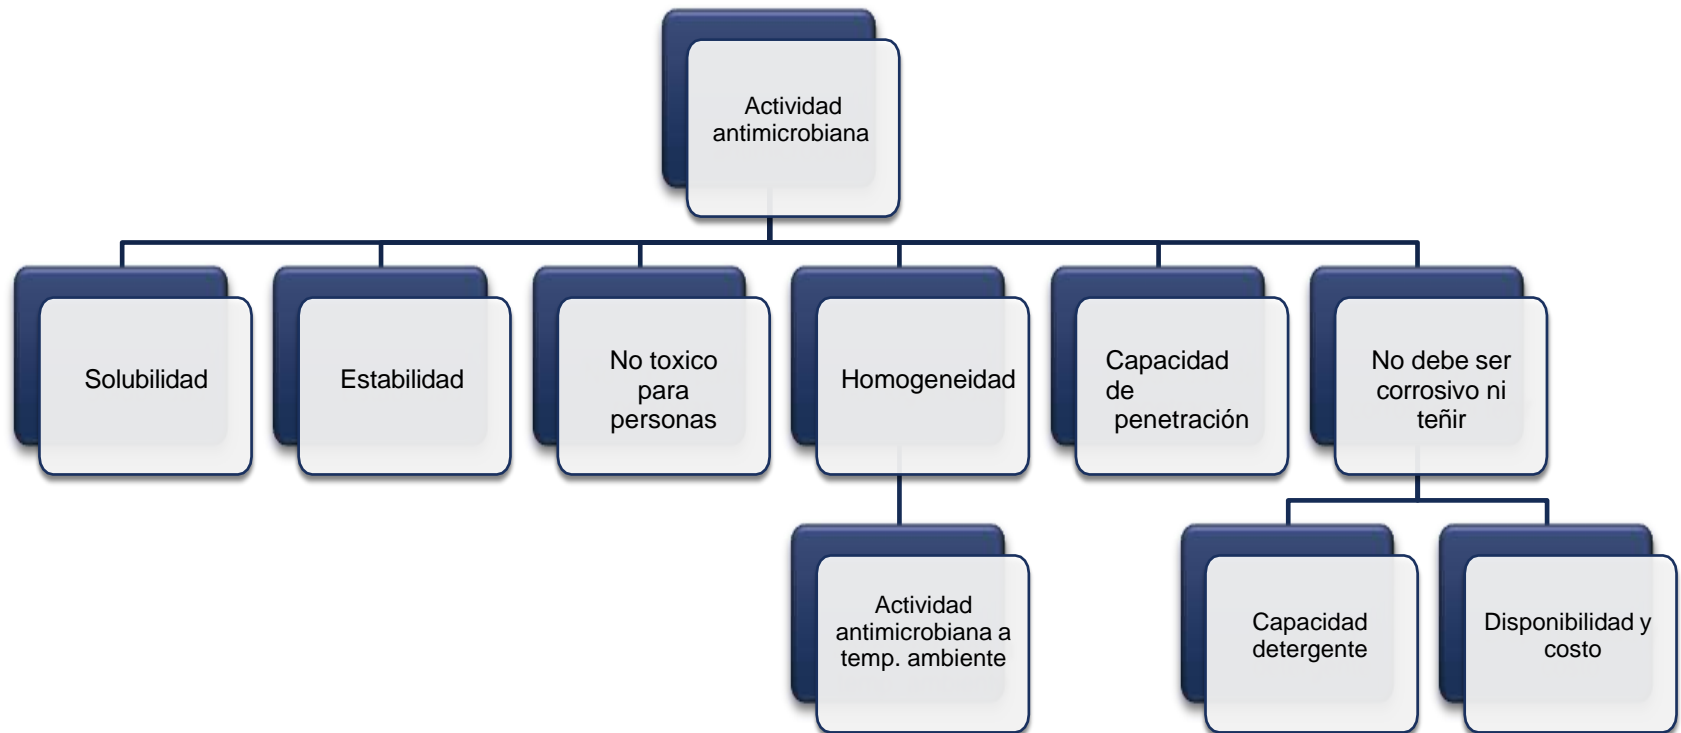 Actividad
antimicrobiana
Solubilidad
Estabilidad
No toxico
para
personas
Homogeneidad
Capacidad
de
penetración
No debe ser
corrosivo ni
teñir
Actividad
antimicrobiana a
temp. ambiente
Capacidad
detergente
Disponibilidad y
costo